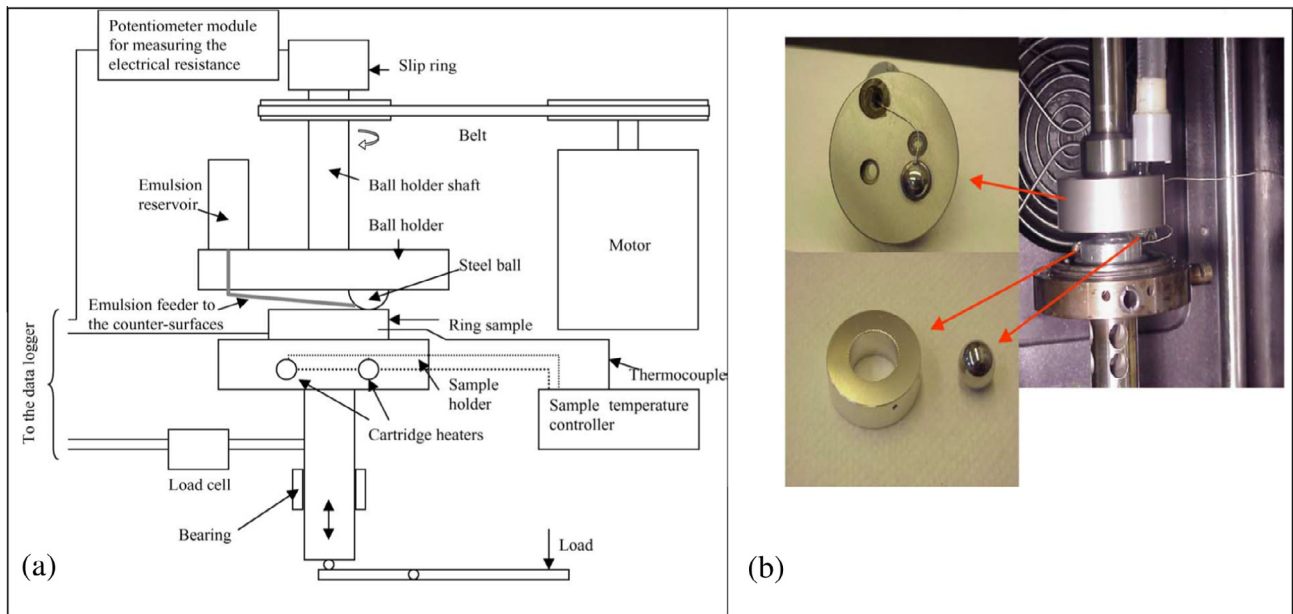 Potentiometer module
for measuring the
electrical resistance
Slip ring
Belt
Emulsion
reservoir
Ball holder shaft
Ball holder
Motor
Steel ball
Emulsion feeder to
the counter-surfaces
Ring sample
Thermocouple
Sample
holder
Sample temperature
controller
Cartridge heaters
To the data logger
Load cell
Bearing
Load
(a)
(b)